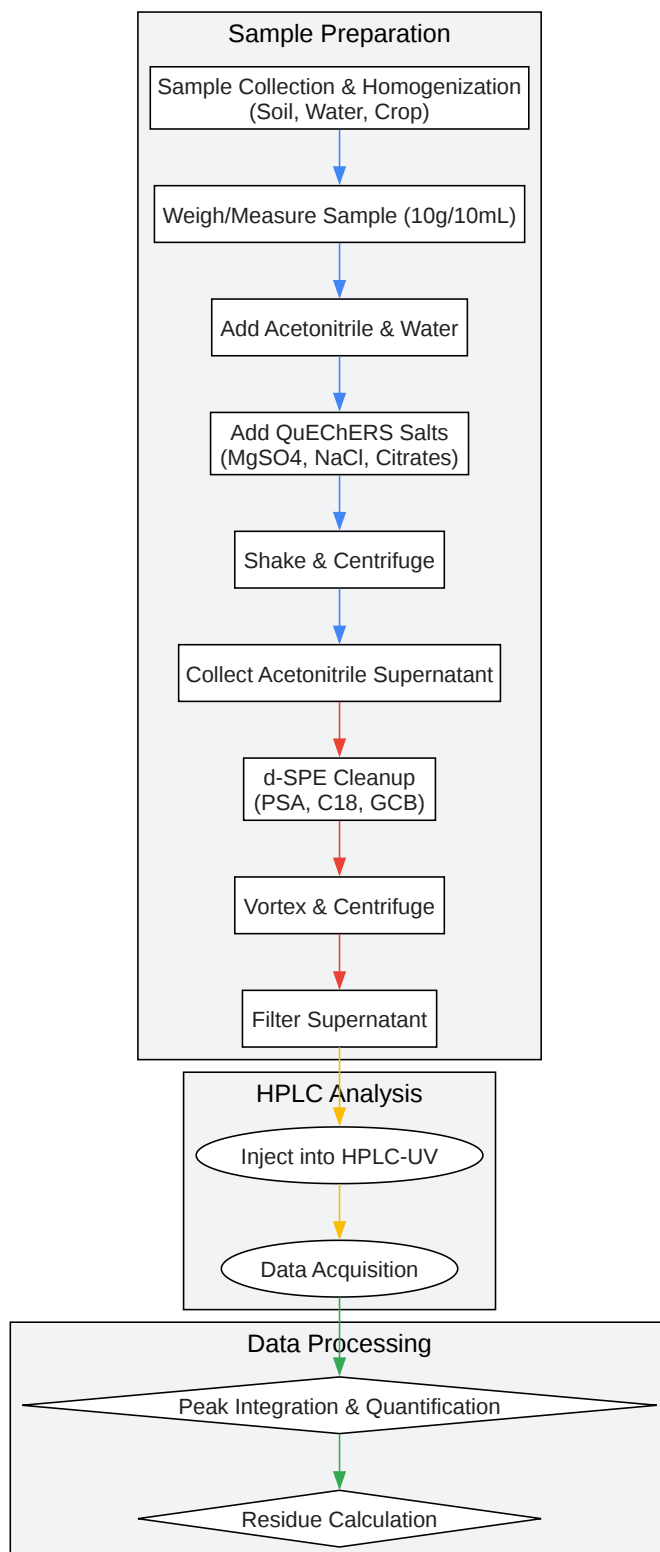 Sample Preparation
Sample Collection & Homogenization
(Soil, Water, Crop)
Weigh/Measure Sample (10g/10mL)
Add Acetonitrile & Water
Add QuEChERS Salts
(MgSO4, NaCl, Citrates)
Shake & Centrifuge
Collect Acetonitrile Supernatant
d-SPE Cleanup
(PSA, C18, GCB)
Vortex & Centrifuge
Filter Supernatant
HPLC Analysis
Inject into HPLC-UV
Data Acquisition
Data Processing
Peak Integration & Quantification
Residue Calculation